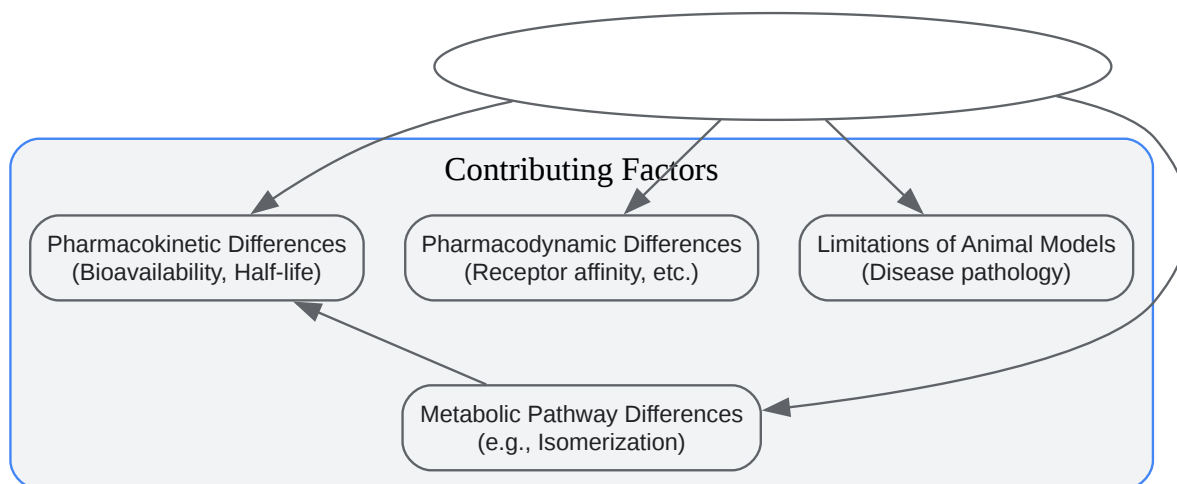 Contributing Factors
Pharmacokinetic Differences
(Bioavailability, Half-life)
Pharmacodynamic Differences
(Receptor affinity, etc.)
Limitations of Animal Models
(Disease pathology)
Metabolic Pathway Differences
(e.g., Isomerization)